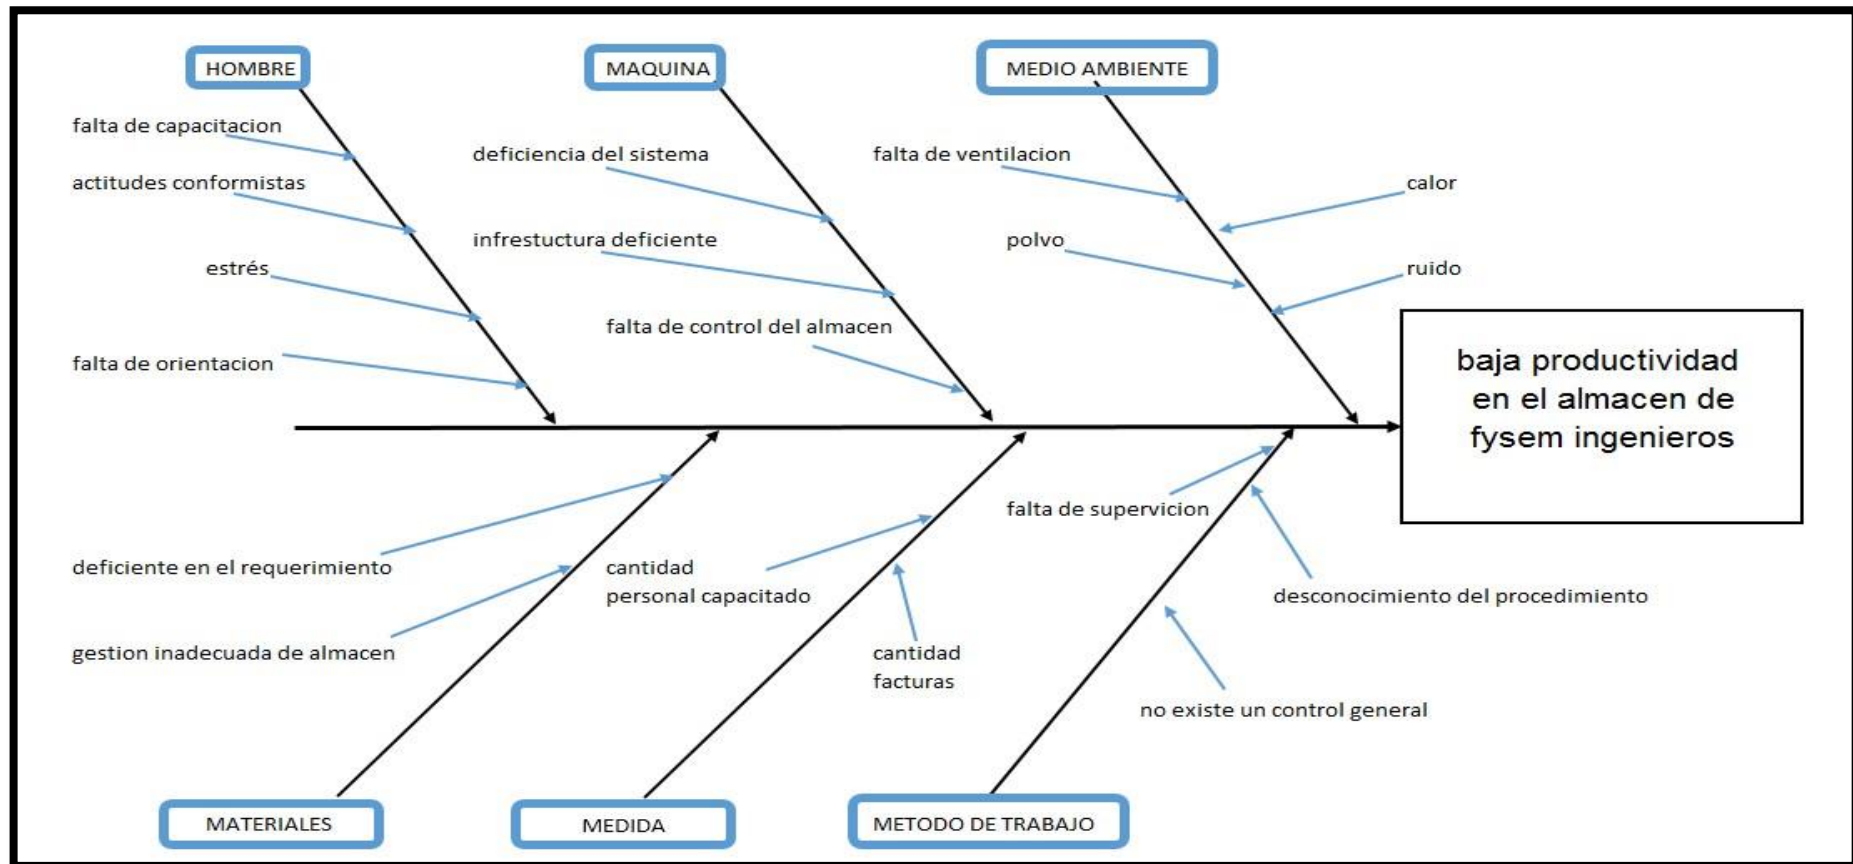 HOMBRE
MAQUINA
MEDIO AMBIENTE
falta de capacitacion
actitudes conformistas
estrés
falta de orientacion
deficiencia del sistema
infrestuctura deficiente
falta de control del almacen
falta de ventilacion
polvo
calor
ruido
baja productividad
en el almacen de
fysem ingenieros
deficiente en el requerimiento
gestion inadecuada de almacen
cantidad
personal capacitado
cantidad
facturas
falta de supervicion
desconocimiento del procedimiento
no existe un control general
MATERIALES
MEDIDA
METODO DE TRABAJO